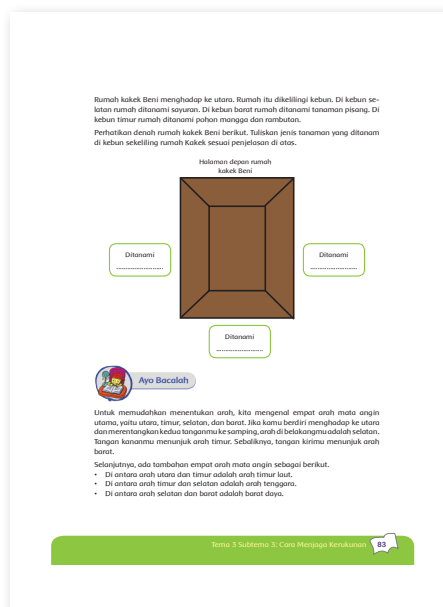 Rumah kakek Beni menghadap ke utara. Rumah itu dikelilingi kebun. Di kebun se-
latan rumah ditanami sayuran. Di kebun barat rumah ditanami tanaman pisang. Di
kebun timur rumah ditanami pohon mangga dan rambutan.
Perhatikan denah rumah kakek Beni berikut. Tuliskan jenis tanaman yang ditanam
di kebun sekeliling rumah Kakek sesuai penjelasan di atas.
Halaman depan rumah
kakek Beni
Ditanami
........................
Ditanami
........................
Ditanami
........................
Ayo Bacalah
Untuk memudahkan menentukan arah, kita mengenal empat arah mata angin
utama, yaitu utara, timur, selatan, dan barat. Jika kamu berdiri menghadap ke utara
dan merentangkan kedua tanganmu ke samping, arah di belakangmu adalah selatan.
Tangan kananmu menunjuk arah timur. Sebaliknya, tangan kirimu menunjuk arah
barat.
Selanjutnya, ada tambahan empat arah mata angin sebagai berikut.
• Di antara arah utara dan timur adalah arah timur laut.
• Di antara arah timur dan selatan adalah arah tenggara.
• Di antara arah selatan dan barat adalah barat daya.
Tema 3 Subtema 3: Cara Menjaga Kerukunan 83